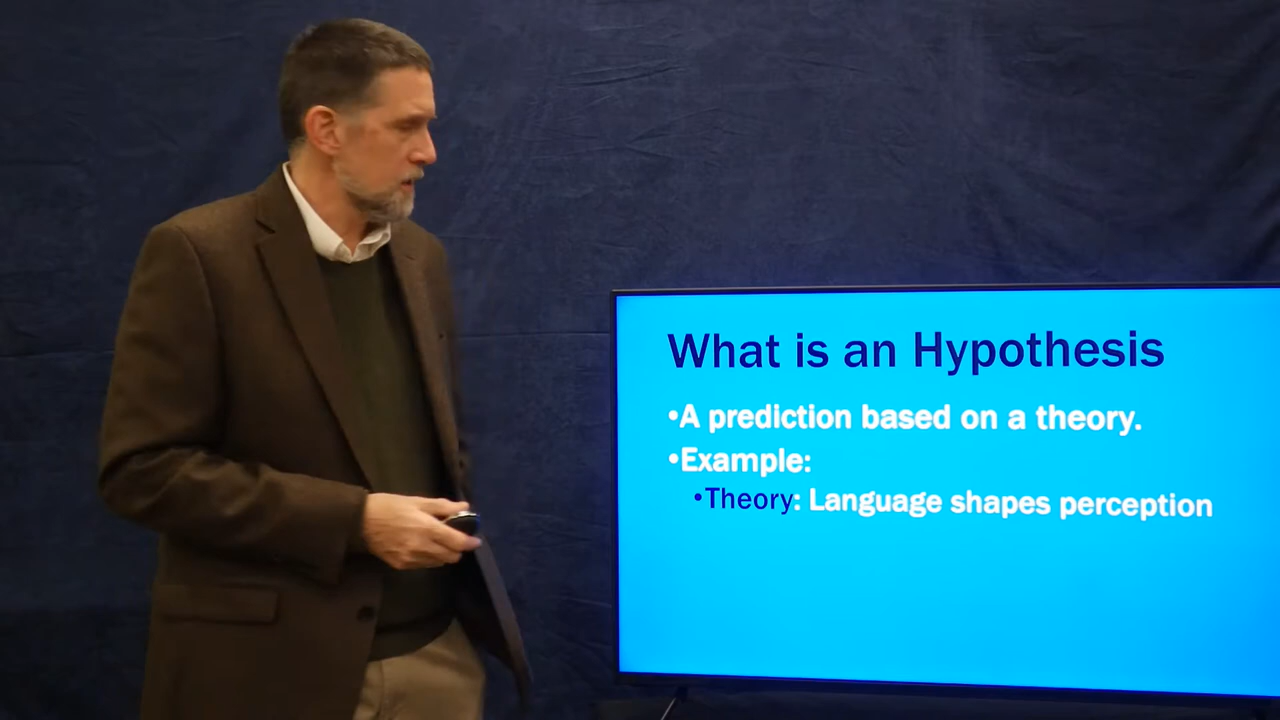 What is an Hypothesis
•A prediction based on a theory.
•Example:
•Theory: Language shapes perception